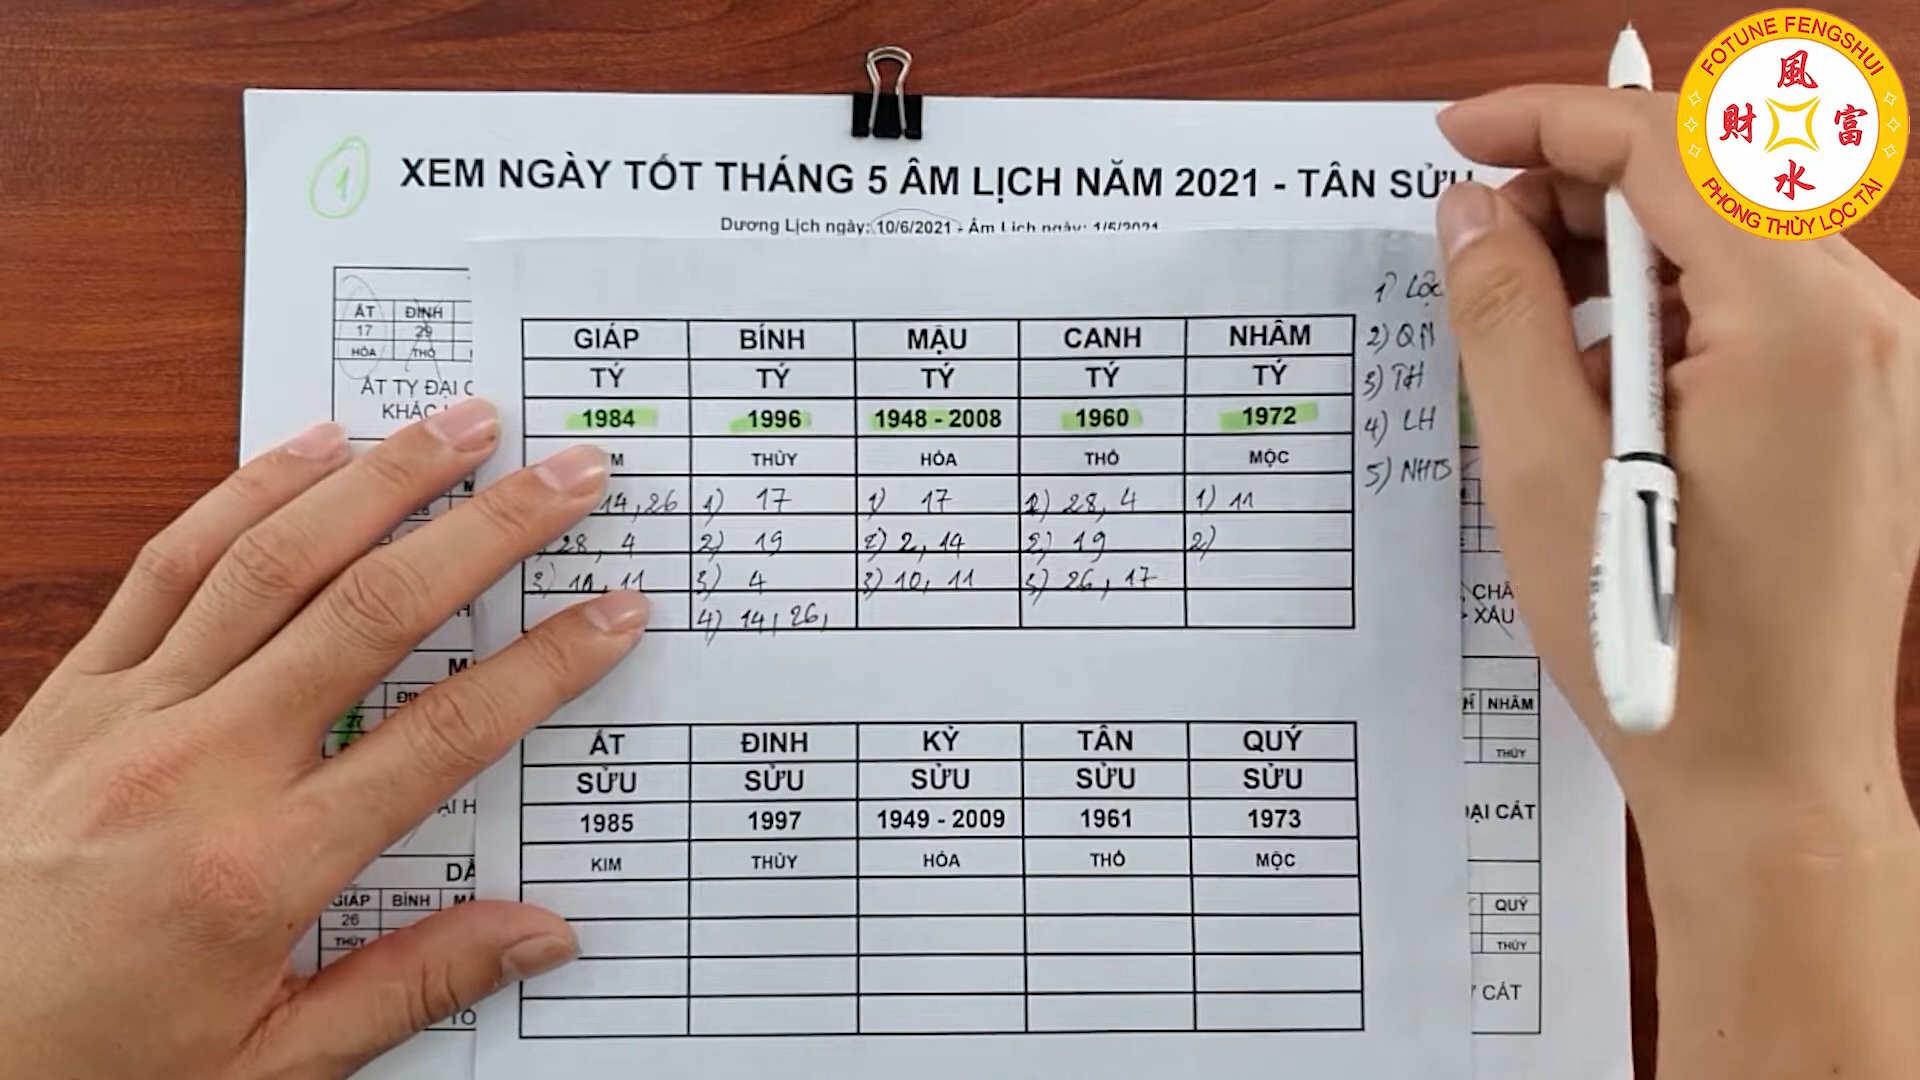 FOTUNE FENGSHUI
風
財 富
水
PHONG THỦY LỘC TÀI
1
XEM NGÀY TỐT THÁNG 5 ÂM LỊCH NĂM 2021 - TÂN SỬU
Dương Lịch ngày: 10/6/2021 - Âm Lịch ngày: 1/5/2021
ẤT ĐINH
17 29
HỎA THỔ
ẤT TỴ ĐẠI
1) LỘC
2) QN
3) TH
4) LH
5) NHTS
GIÁP BÍNH MẬU CANH NHÂM
TÝ TÝ TÝ TÝ TÝ
1984 1996 1948 - 2008 1960 1972
THỦY HỎA THỔ MỘC
14, 26 1) 17 1) 17 1) 28, 4 1) 11
28, 4 2) 19 2) 2, 14 2) 19 2)
3) 10, 11 3) 4 3) 10, 11 3) 26, 17
4) 14, 26,
XẤU
ẤT ĐINH KỶ TÂN QUÝ
SỬU SỬU SỬU SỬU SỬU
1985 1997 1949 - 2009 1961 1973
KIM THỦY HỎA THỔ MỘC
27
NHÂM
THỦY
ĐẠI CÁT
GIÁP BÍNH
26
THỦY
QUÝ
THỦY
CÁT